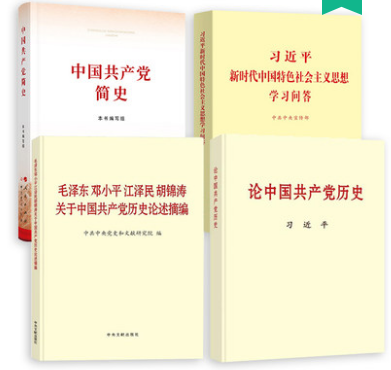 中国共产党简史
中国共产党
简史
本书编写组
习近平新时代中国特色社会主义思想学习问答
习近平
新时代中国特色社会主义思想
学习问答
中共中央宣传部
毛泽东 邓小平 江泽民 胡锦涛
关于中国共产党历史论述摘编
中共中央党史和文献研究院 编
中央文献出版社
毛泽东邓小平江泽民胡锦涛关于中国共产党历史论述摘编
论中国共产党历史
习近平
论中国共产党历史